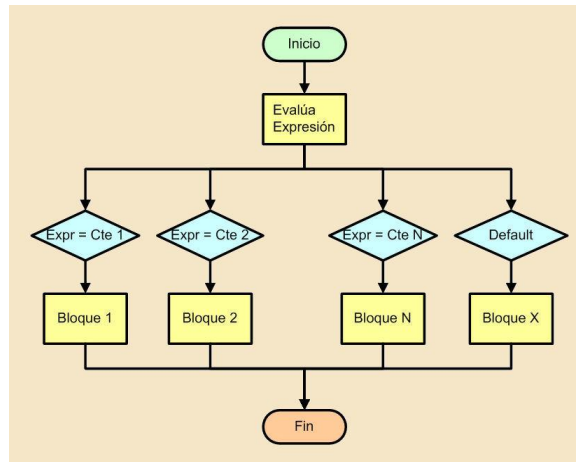 Inicio
Evalúa
Expresión
Expr = Cte 1
Expr = Cte 2
Expr = Cte N
Default
Bloque 1
Bloque 2
Bloque N
Bloque X
Fin